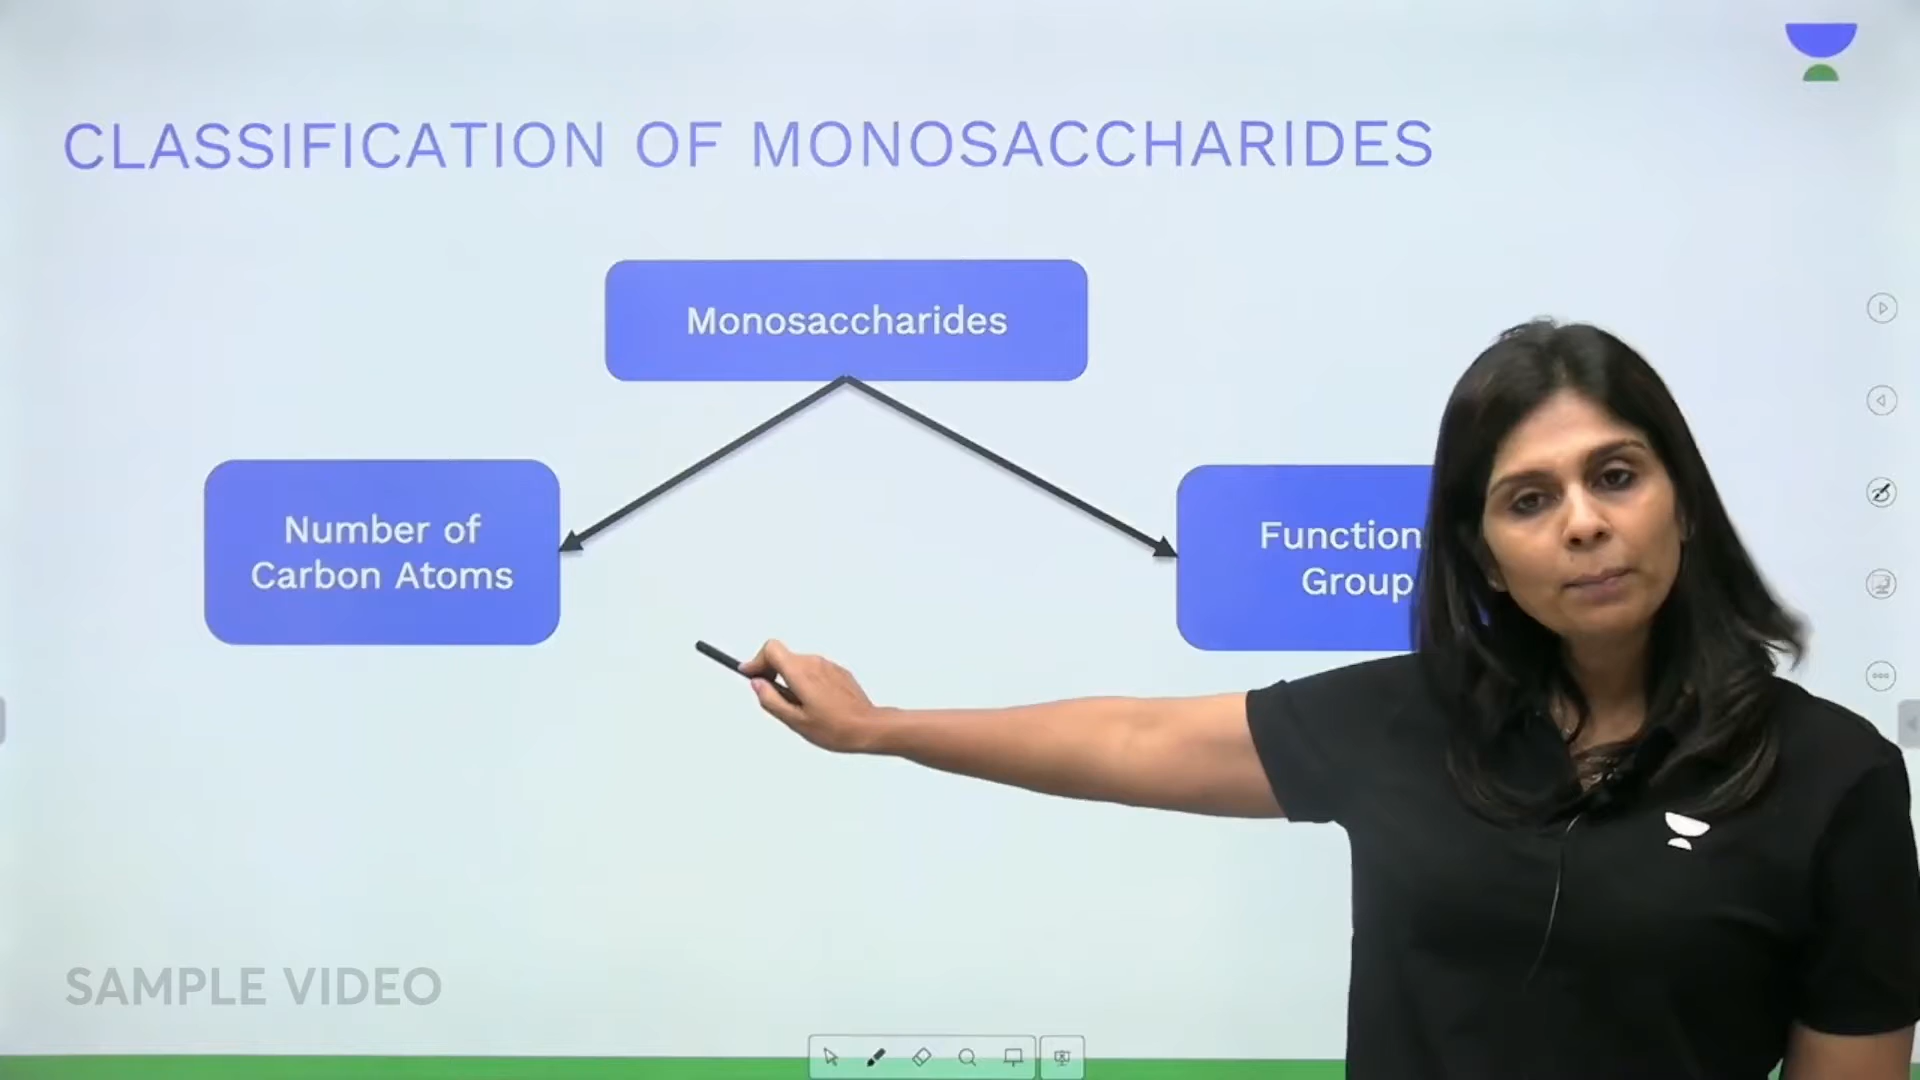 CLASSIFICATION OF MONOSACCHARIDES
Monosaccharides
Number of
Carbon Atoms
Function
Group
SAMPLE VIDEO